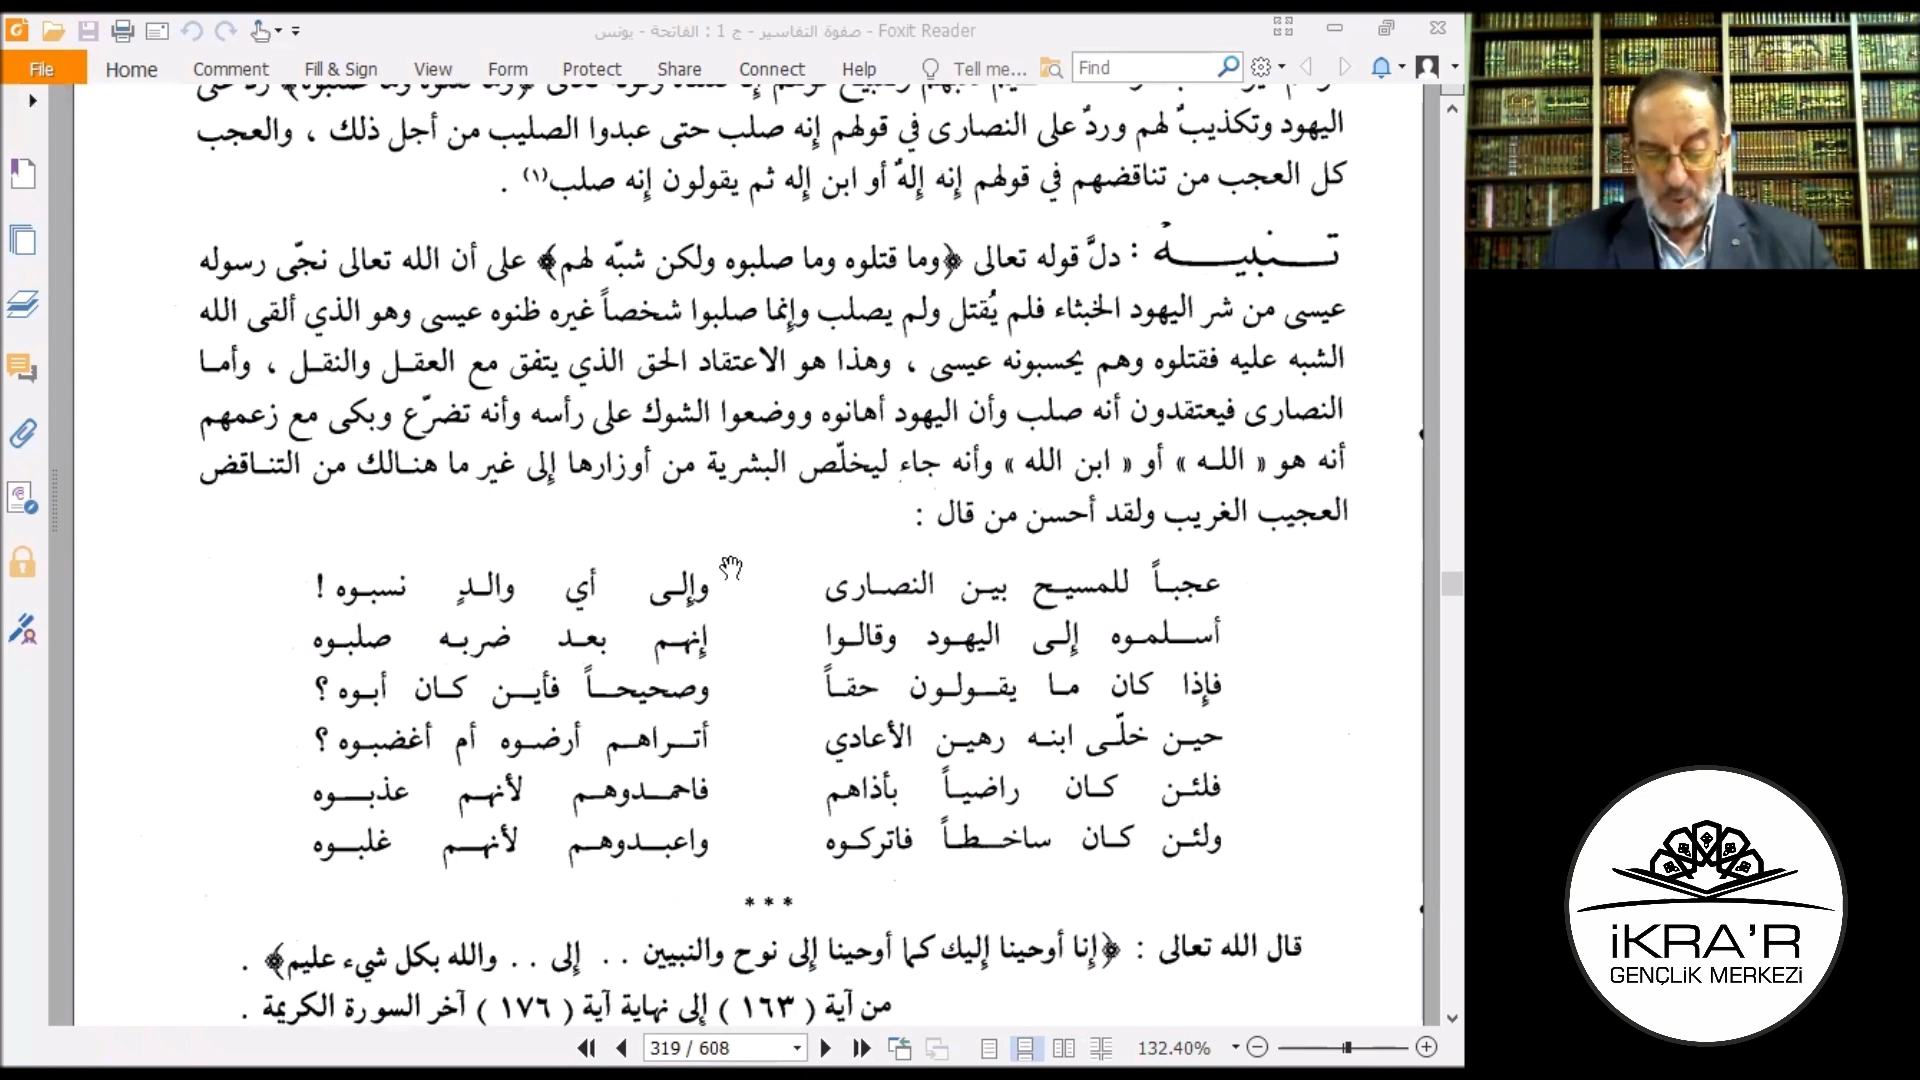 صفوة التفاسير - ج 1 : الفاتحة - يونس - Foxit Reader
File Home Comment Fill & Sign View Form Protect Share Connect Help Tell me... Find
اليهود وتكذيبٌ لهم وردٌ على النصارى في قولهم إنه صلب حتى عبدوا الصليب من أجل ذلك ، والعجب
كل العجب من تناقضهم في قولهم إنه إلهٌ أو ابن إله ثم يقولون إنه صلب(١) .
تـنبيـه : دلَّ قوله تعالى ﴿وما قتلوه وما صلبوه ولكن شبّه لهم﴾ على أن الله تعالى نجّى رسوله
عيسى من شر اليهود الخبثاء فلم يُقتل ولم يصلب وإنما صلبوا شخصاً غيره ظنوه عيسى وهو الذي ألقى الله
الشبه عليه فقتلوه وهم يحسبونه عيسى ، وهذا هو الاعتقاد الحق الذي يتفق مع العقل والنقل ، وأما
النصارى فيعتقدون أنه صلب وأن اليهود أهانوه ووضعوا الشوك على رأسه وأنه تضرّع وبكى مع زعمهم
أنه هو « الله » أو « ابن الله » وأنه جاء ليخلّص البشرية من أوزارها إلى غير ما هنالك من التناقض
العجيب الغريب ولقد أحسن من قال :
عجباً للمسيح بين النصارى وإلى أي والدٍ نسبوه !
أسلموه إلى اليهود وقالوا إنهم بعد ضربه صلبوه
فإذا كان ما يقولون حقاً وصحيحاً فأين كان أبوه ؟
حين خلّى ابنه رهين الأعادي أتراهم أرضوه أم أغضبوه ؟
فلئن كان راضياً بأذاهم فاحمدوهم لأنهم عذبوه
ولئن كان ساخطاً فاتركوه واعبدوهم لأنهم غلبوه
* * *
قال الله تعالى : ﴿إنا أوحينا إليك كما أوحينا إلى نوح والنبيين . . إلى . . والله بكل شيء عليم﴾ .
من آية ( ١٦٣ ) إلى نهاية آية ( ١٧٦ ) آخر السورة الكريمة .
319 / 608 132.40%
iKRA'R
GENÇLiK MERKEZi